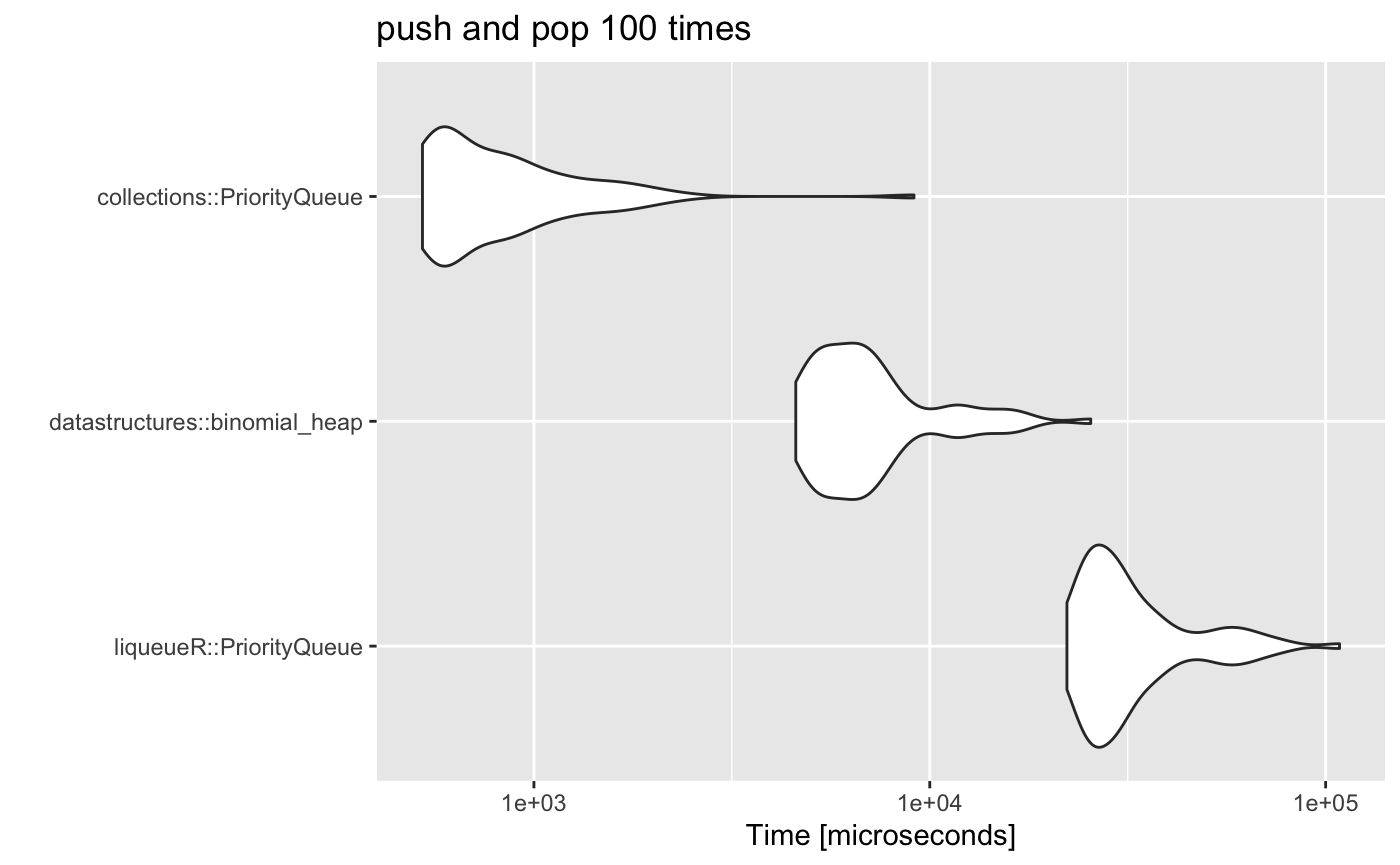 push and pop 100 times
collections::PriorityQueue
datastructures::binomial_heap
liqueueR::PriorityQueue
1e+03 1e+04 1e+05
Time [microseconds]